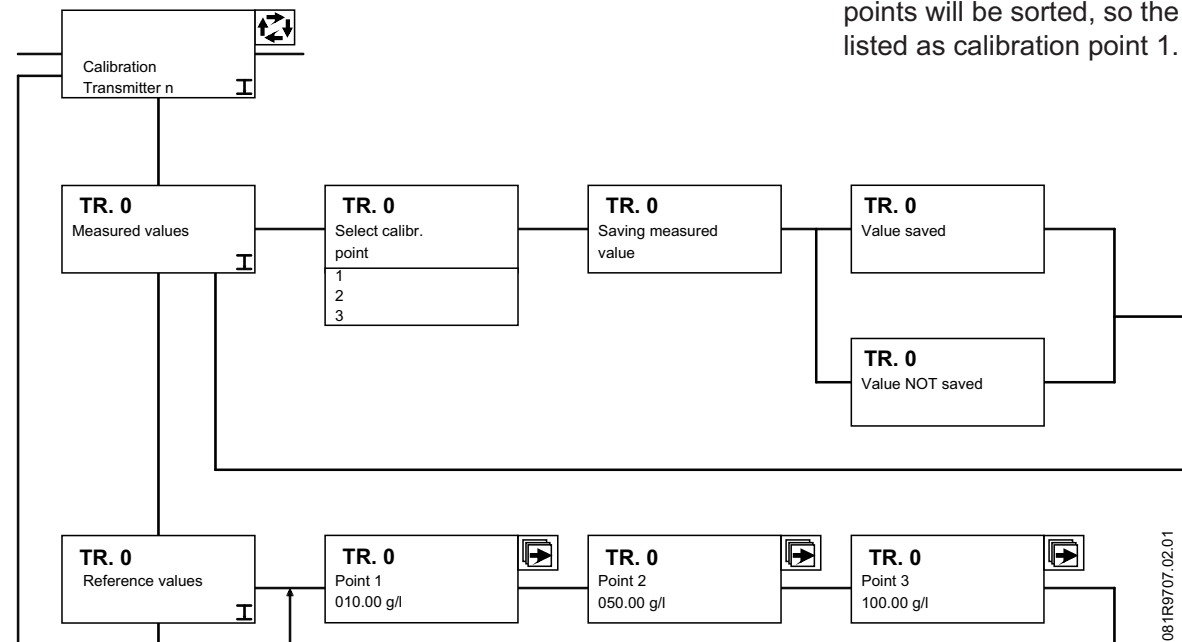 points will be sorted, so the
listed as calibration point 1.
Calibration
Transmitter n
TR. 0
Measured values
TR. 0
Select calibr.
point
1
2
3
TR. 0
Saving measured
value
TR. 0
Value saved
TR. 0
Value NOT saved
TR. 0
Reference values
TR. 0
Point 1
010.00 g/l
TR. 0
Point 2
050.00 g/l
TR. 0
Point 3
100.00 g/l
081R9707.02.01